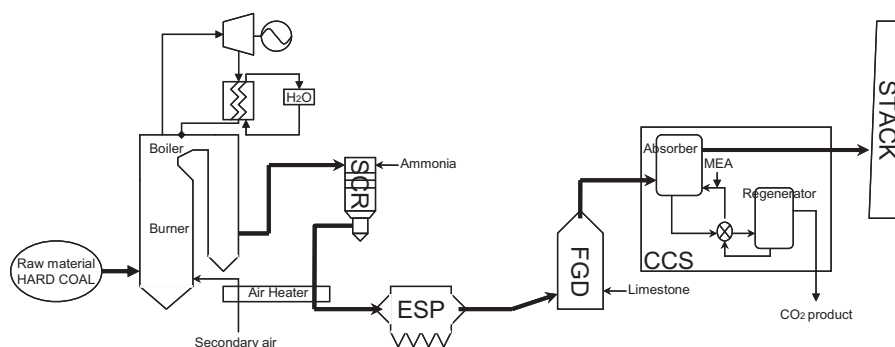 H2O
Boiler
Burner
Raw material
HARD COAL
Secondary air
Air Heater
SCR
Ammonia
ESP
FGD
Limestone
Absorber
MEA
Regenerator
CCS
CO2 product
STACK